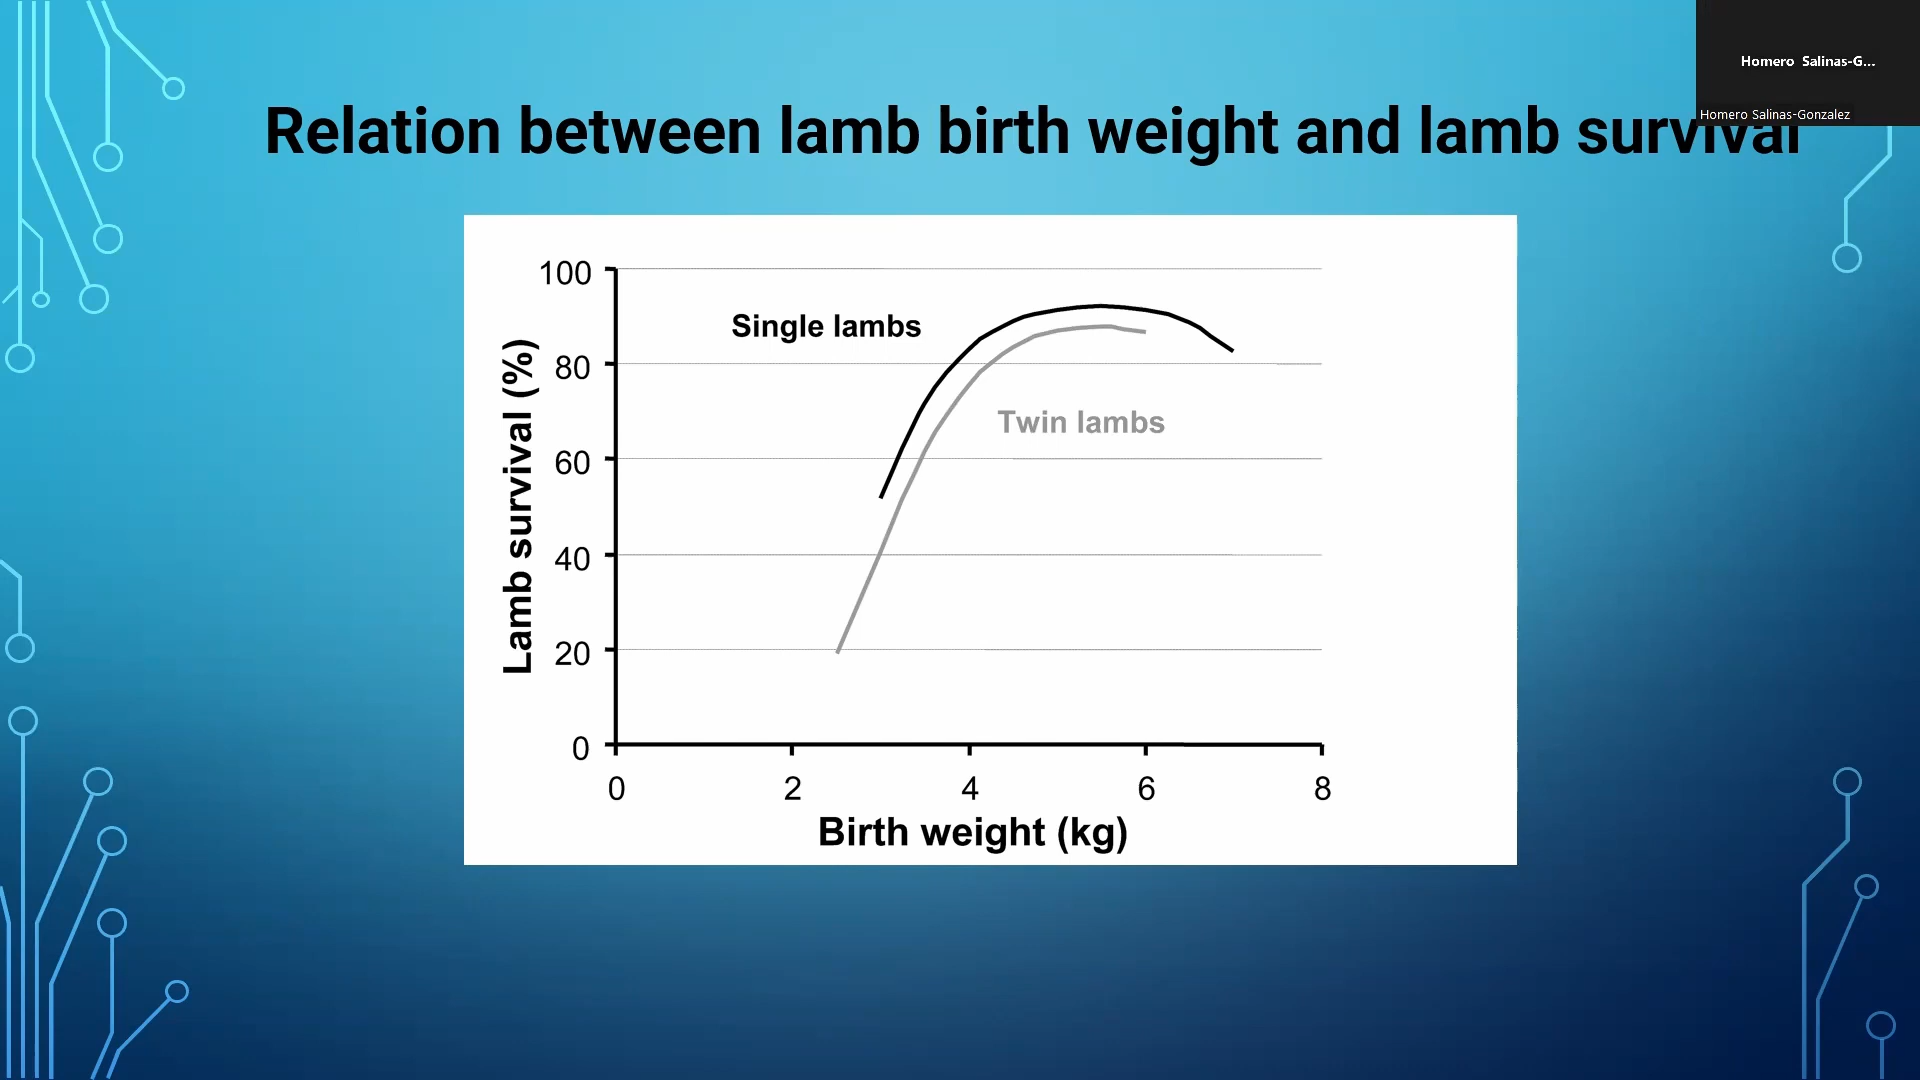 Homero Salinas-G...
Homero Salinas-Gonzalez
Relation between lamb birth weight and lamb survival
100
80
60
40
20
0
Lamb survival (%)
Single lambs
Twin lambs
0 2 4 6 8
Birth weight (kg)